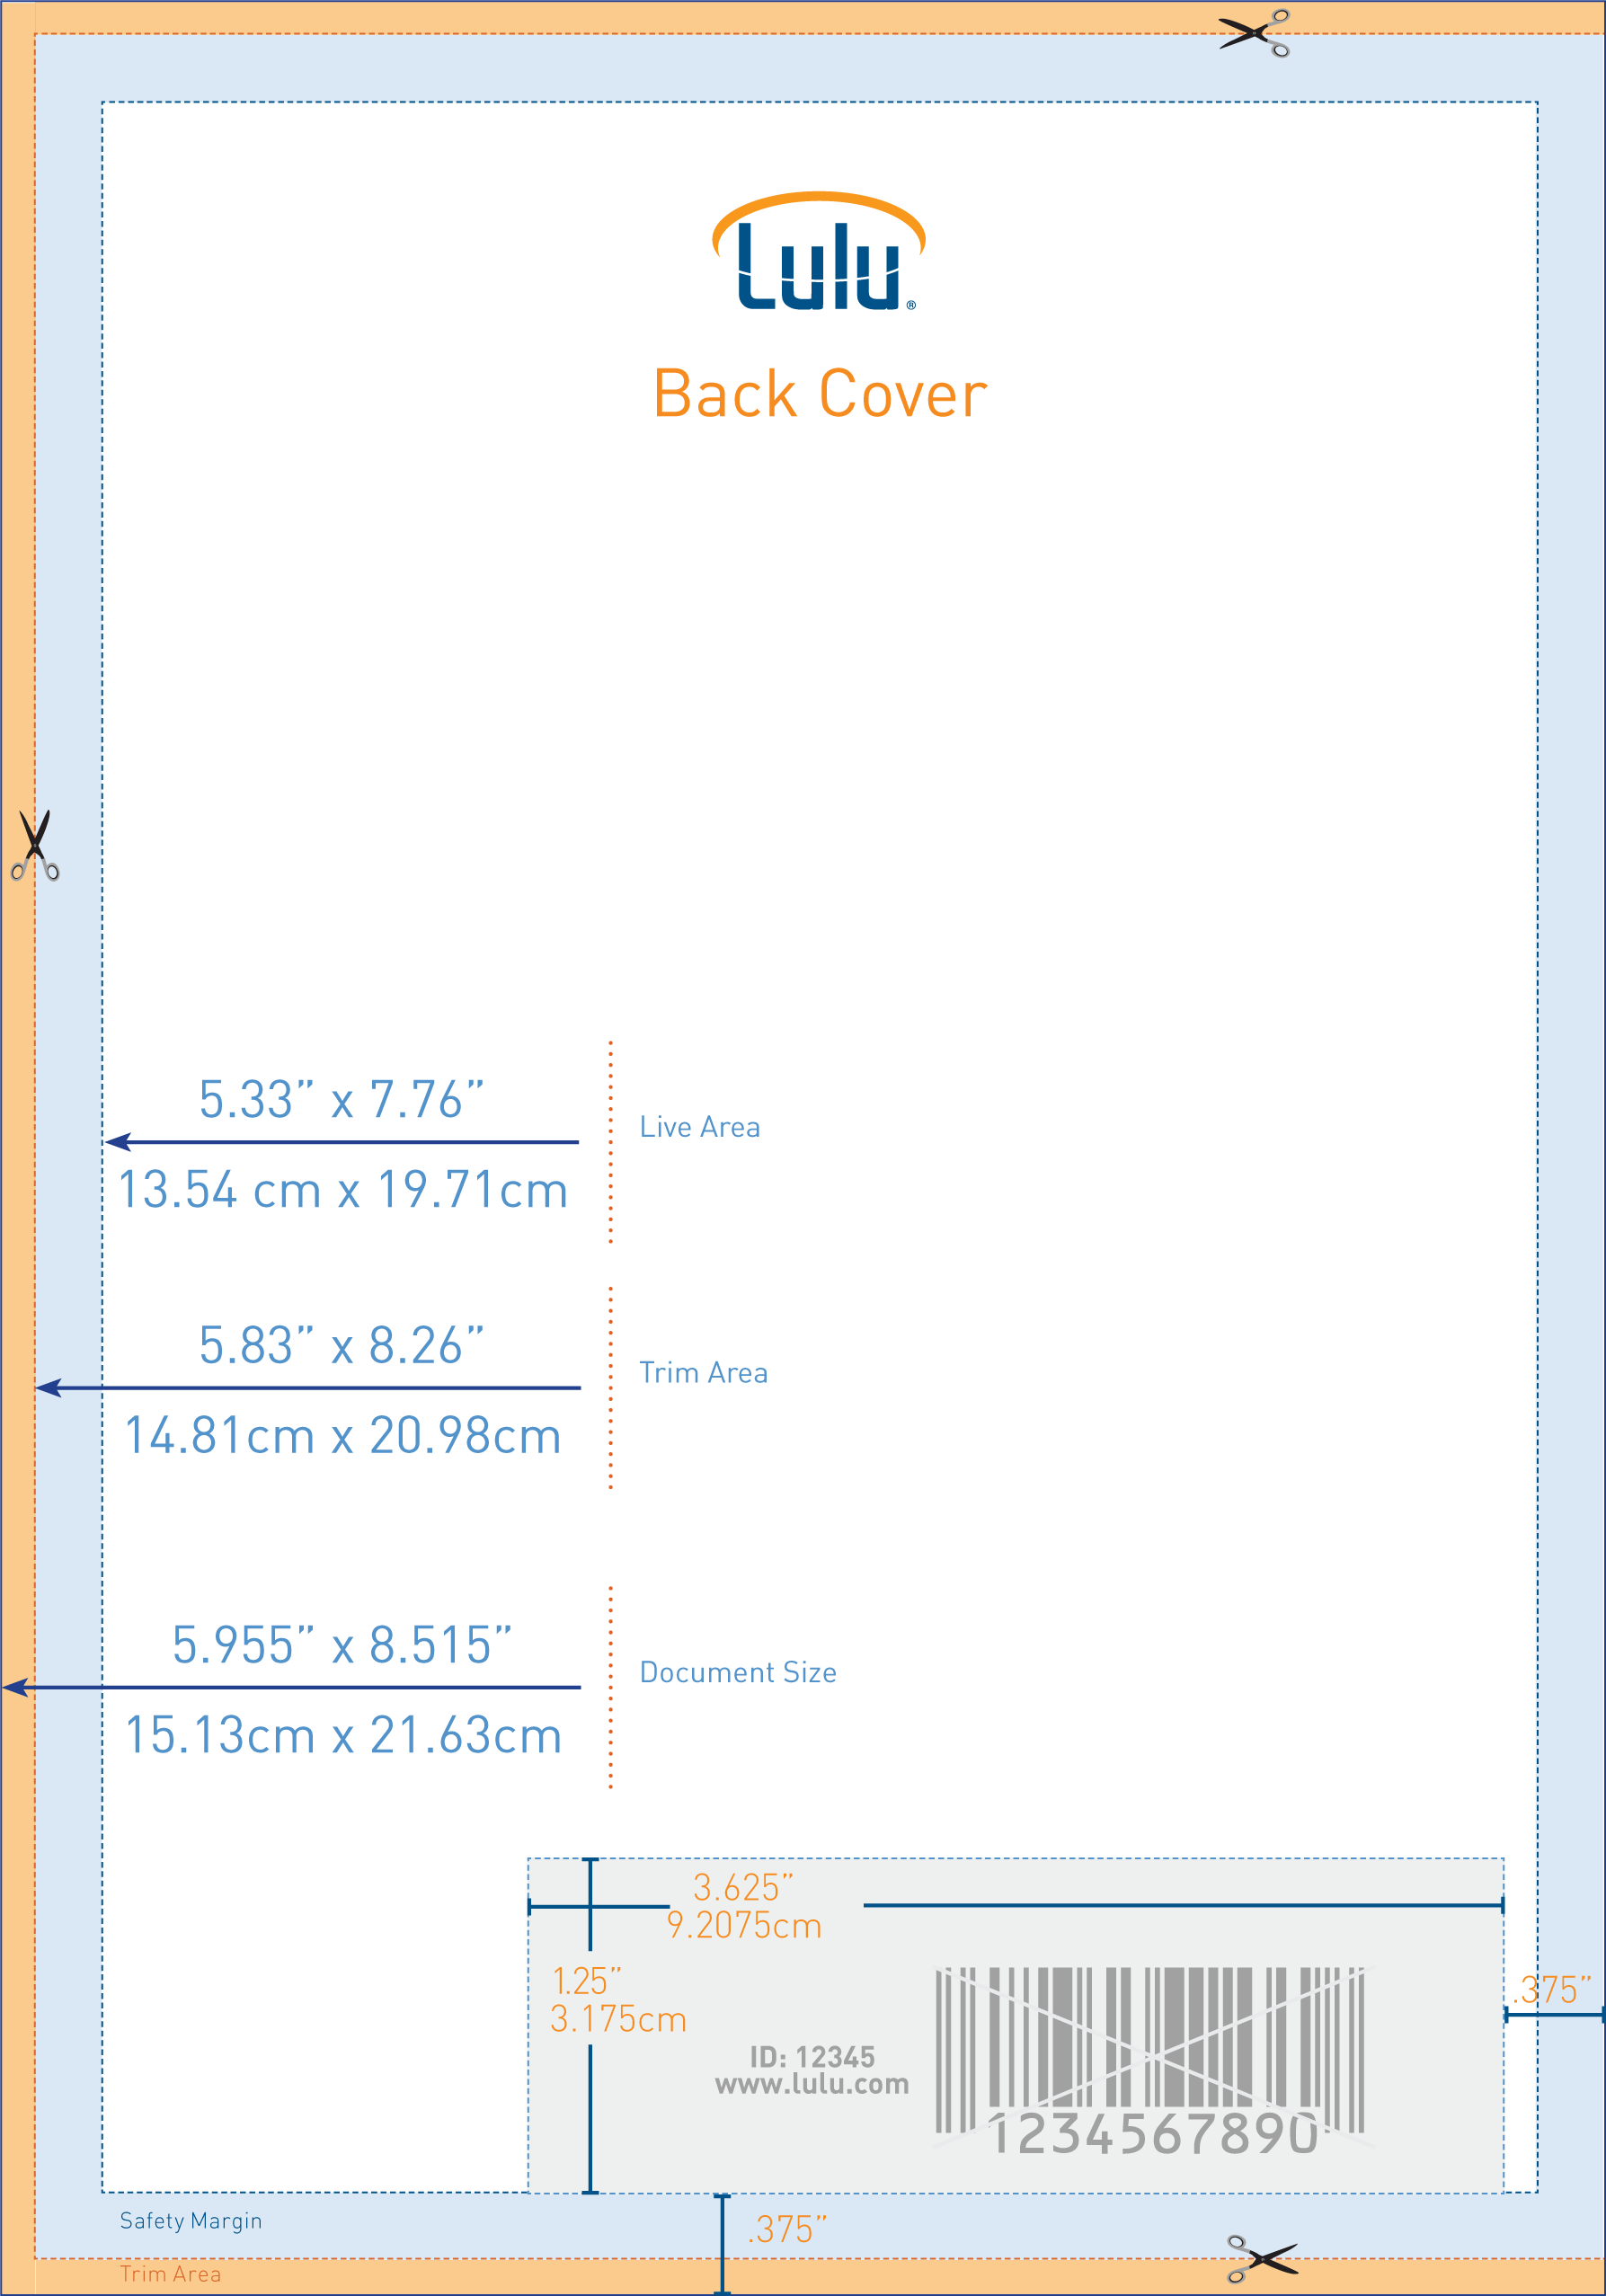 Lulu®
Back Cover
5.33” x 7.76”
13.54 cm x 19.71cm
Live Area
5.83” x 8.26”
14.81cm x 20.98cm
Trim Area
5.955” x 8.515”
15.13cm x 21.63cm
Document Size
3.625”
9.2075cm
1.25”
3.175cm
.375”
ID: 12345
www.lulu.com
1234567890
Safety Margin
.375”
Trim Area